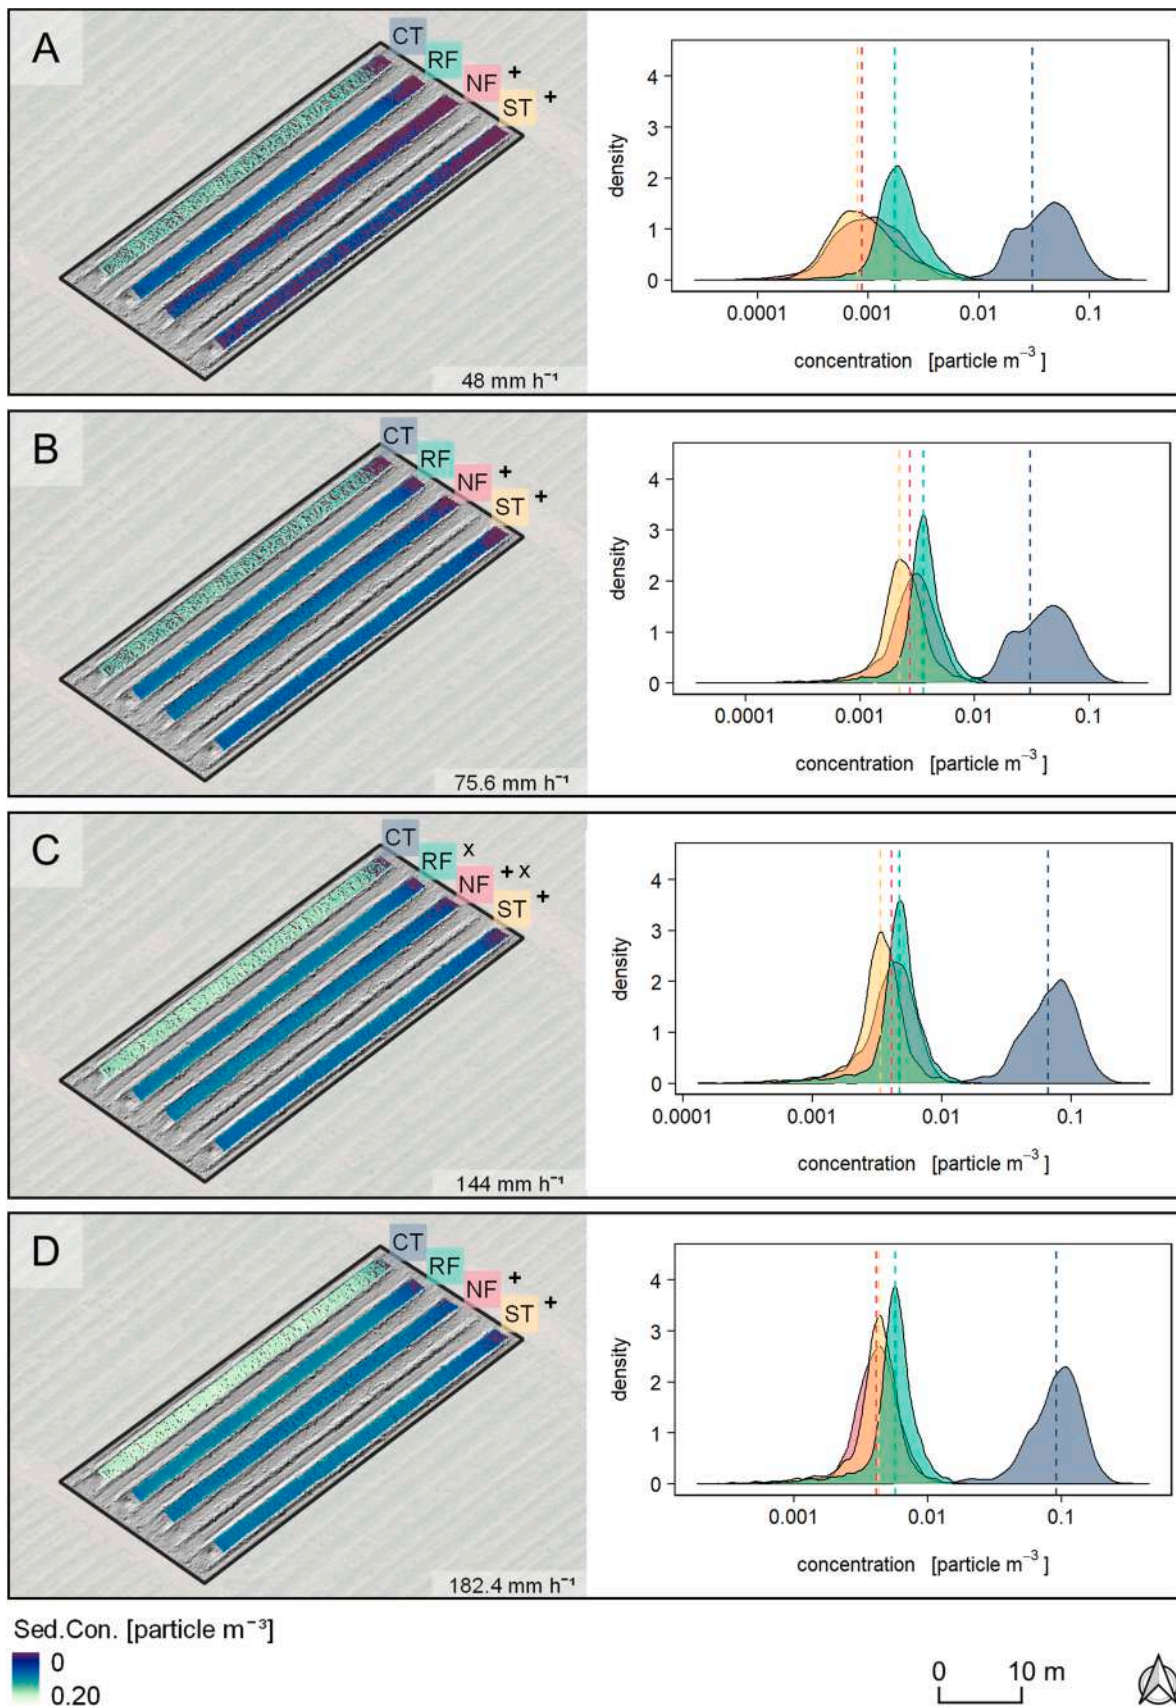 A
CT
RF
NF +
ST +
48 mm h⁻¹
4
3
2
1
0
density
0.0001 0.001 0.01 0.1
concentration [particle m⁻³]
B
CT
RF
NF +
ST +
75.6 mm h⁻¹
4
3
2
1
0
density
0.0001 0.001 0.01 0.1
concentration [particle m⁻³]
C
CT
RF x
NF + x
ST +
144 mm h⁻¹
4
3
2
1
0
density
0.0001 0.001 0.01 0.1
concentration [particle m⁻³]
D
CT
RF
NF +
ST +
182.4 mm h⁻¹
4
3
2
1
0
density
0.001 0.01 0.1
concentration [particle m⁻³]
Sed.Con. [particle m⁻³]
0
0.20
0 10 m